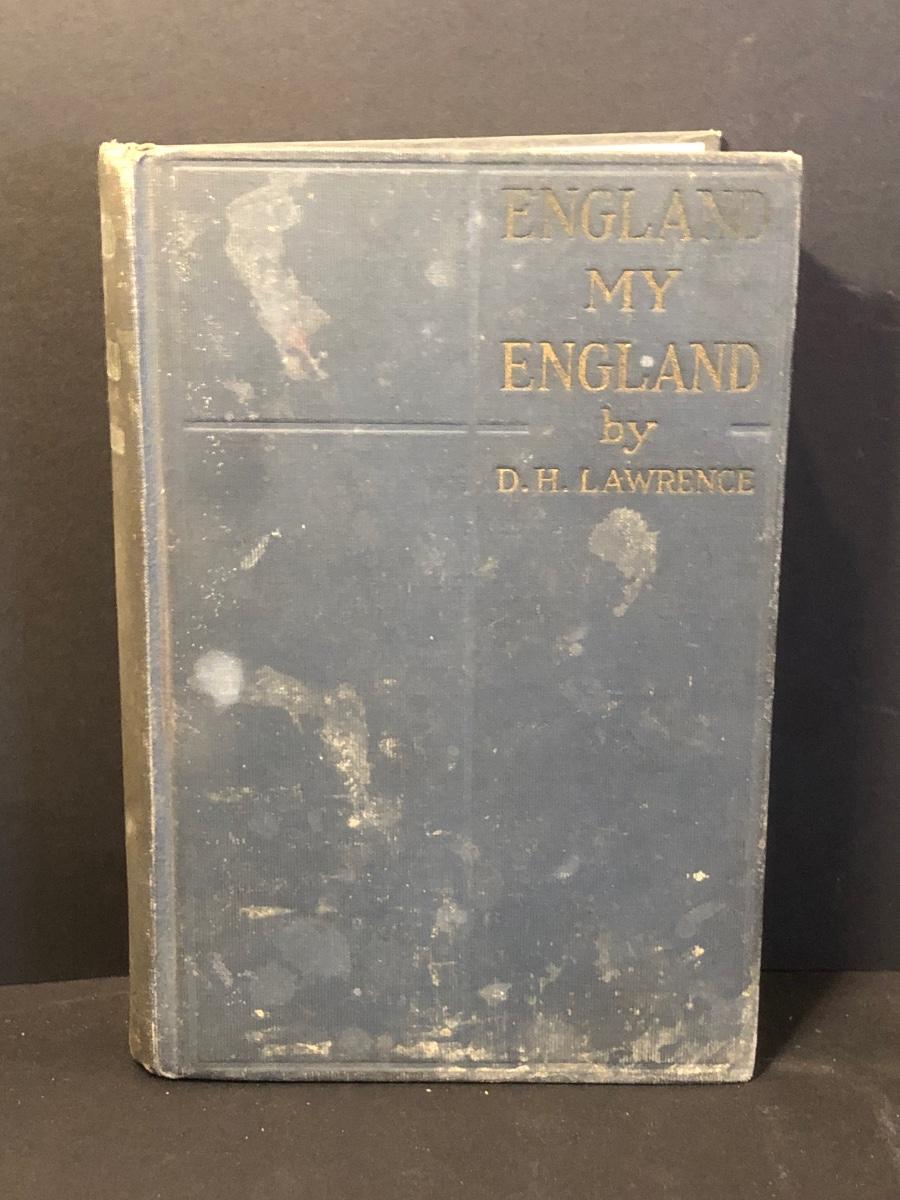 ENGLAND
MY
ENGLAND
by
D. H. LAWRENCE